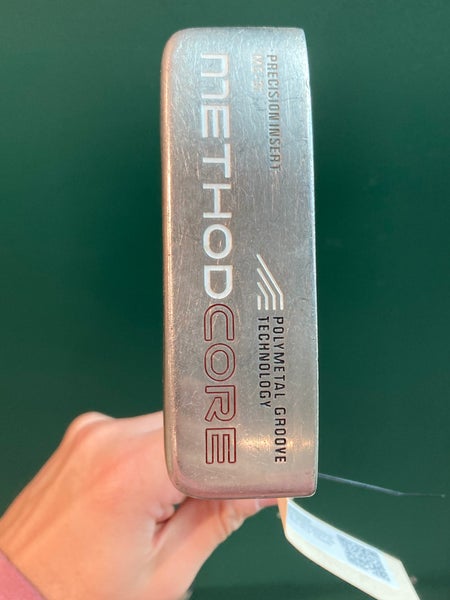 PRECISION INSERT
METHOD CORE
POLYMETAL GROOVE
TECHNOLOGY